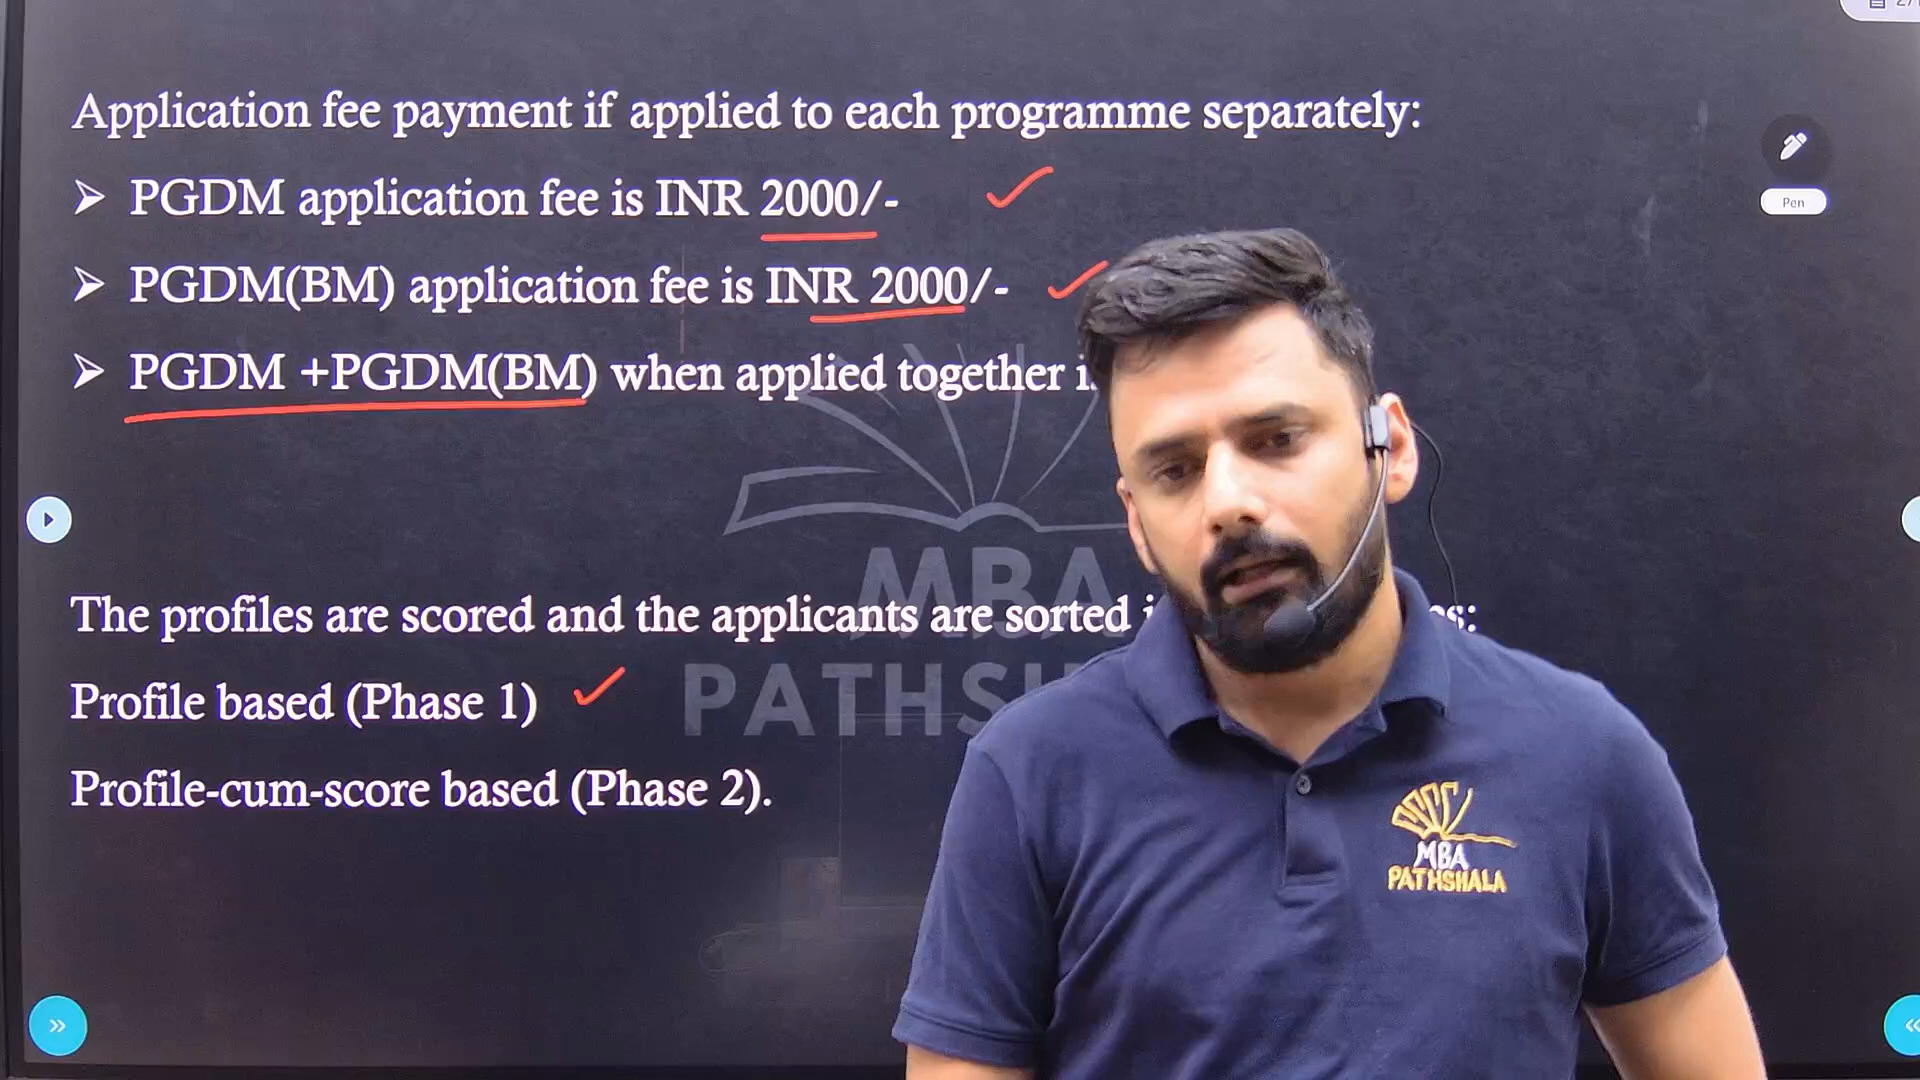 Application fee payment if applied to each programme separately:
➢ PGDM application fee is INR 2000/-
➢ PGDM(BM) application fee is INR 2000/-
➢ PGDM +PGDM(BM) when applied together
The profiles are scored and the applicants are sorted
Profile based (Phase 1)
Profile-cum-score based (Phase 2).
Pen
MBA
PATHSHALA
MBA